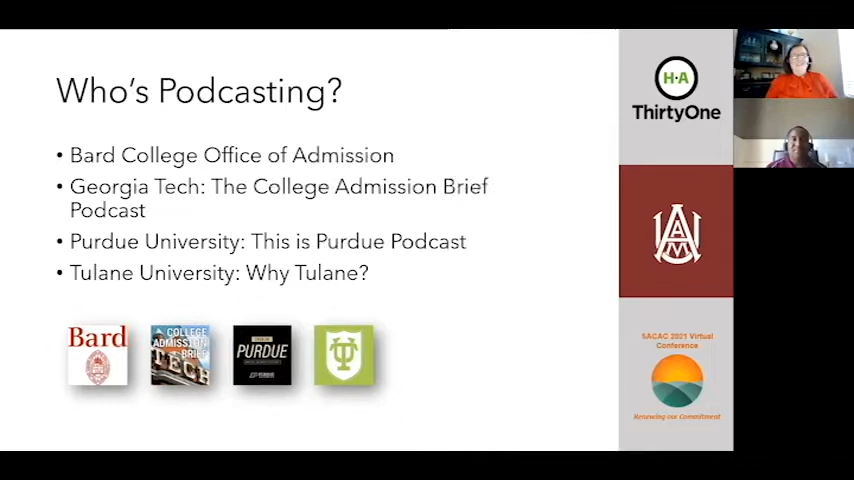 Who's Podcasting?
• Bard College Office of Admission
• Georgia Tech: The College Admission Brief
Podcast
• Purdue University: This is Purdue Podcast
• Tulane University: Why Tulane?
Bard
COLLEGE
ADMISSION
BRIEF
TECH
PURDUE
H·A
ThirtyOne
AAM
SACAC 2021 Virtual
Conference
Renewing our Commitment